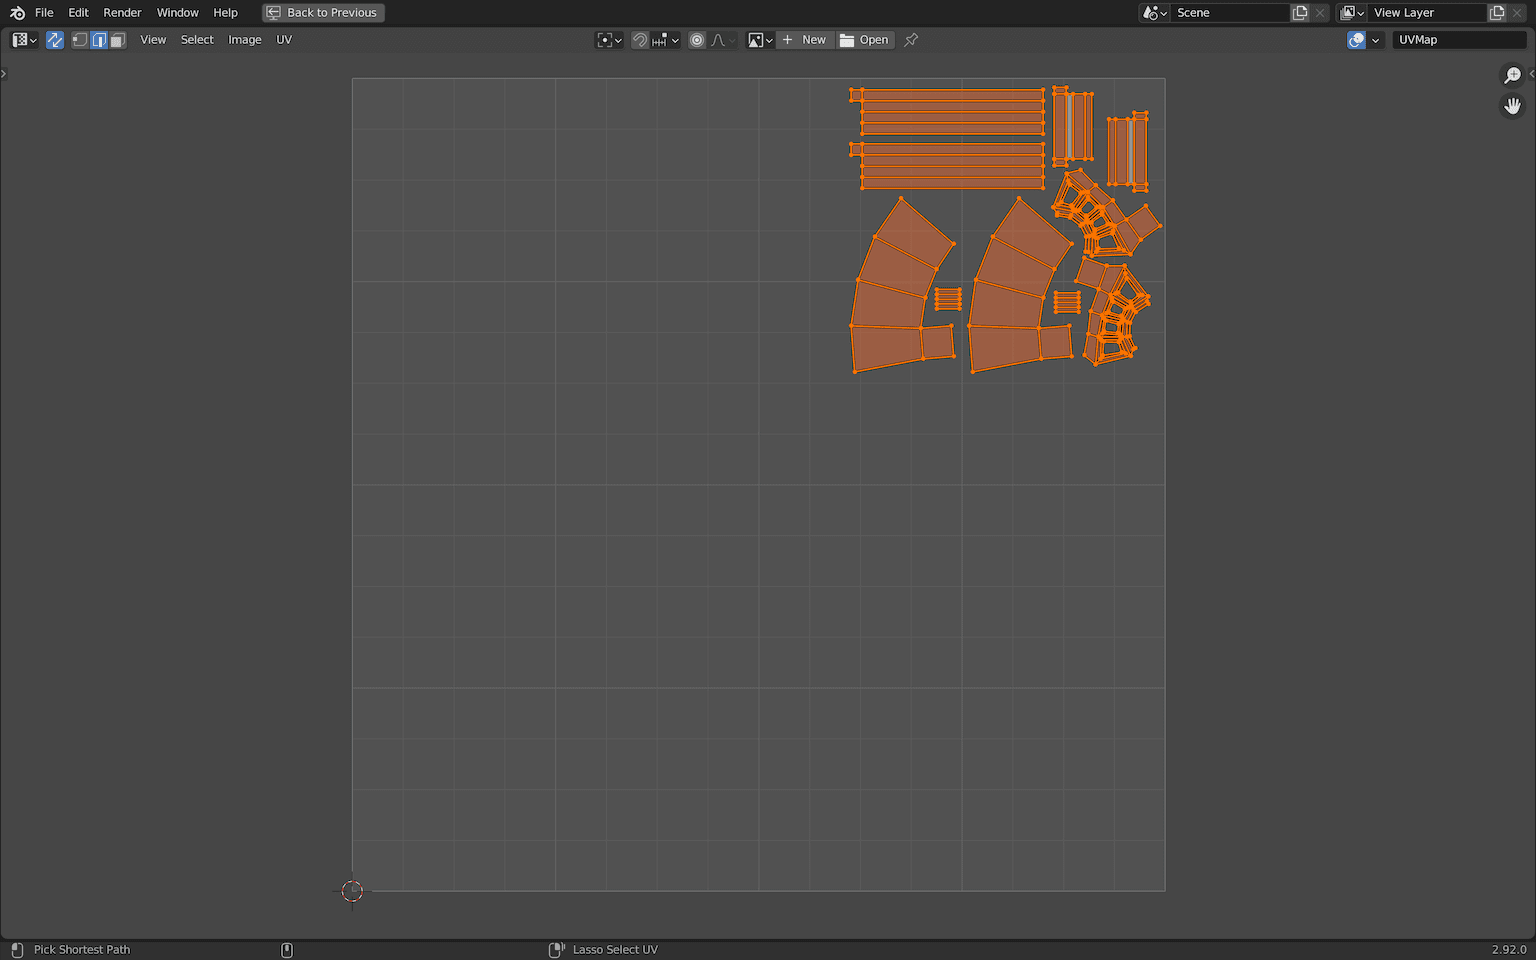 File Edit Render Window Help Back to Previous Scene View Layer
View Select Image UV New Open UVMap
Pick Shortest Path Lasso Select UV 2.92.0